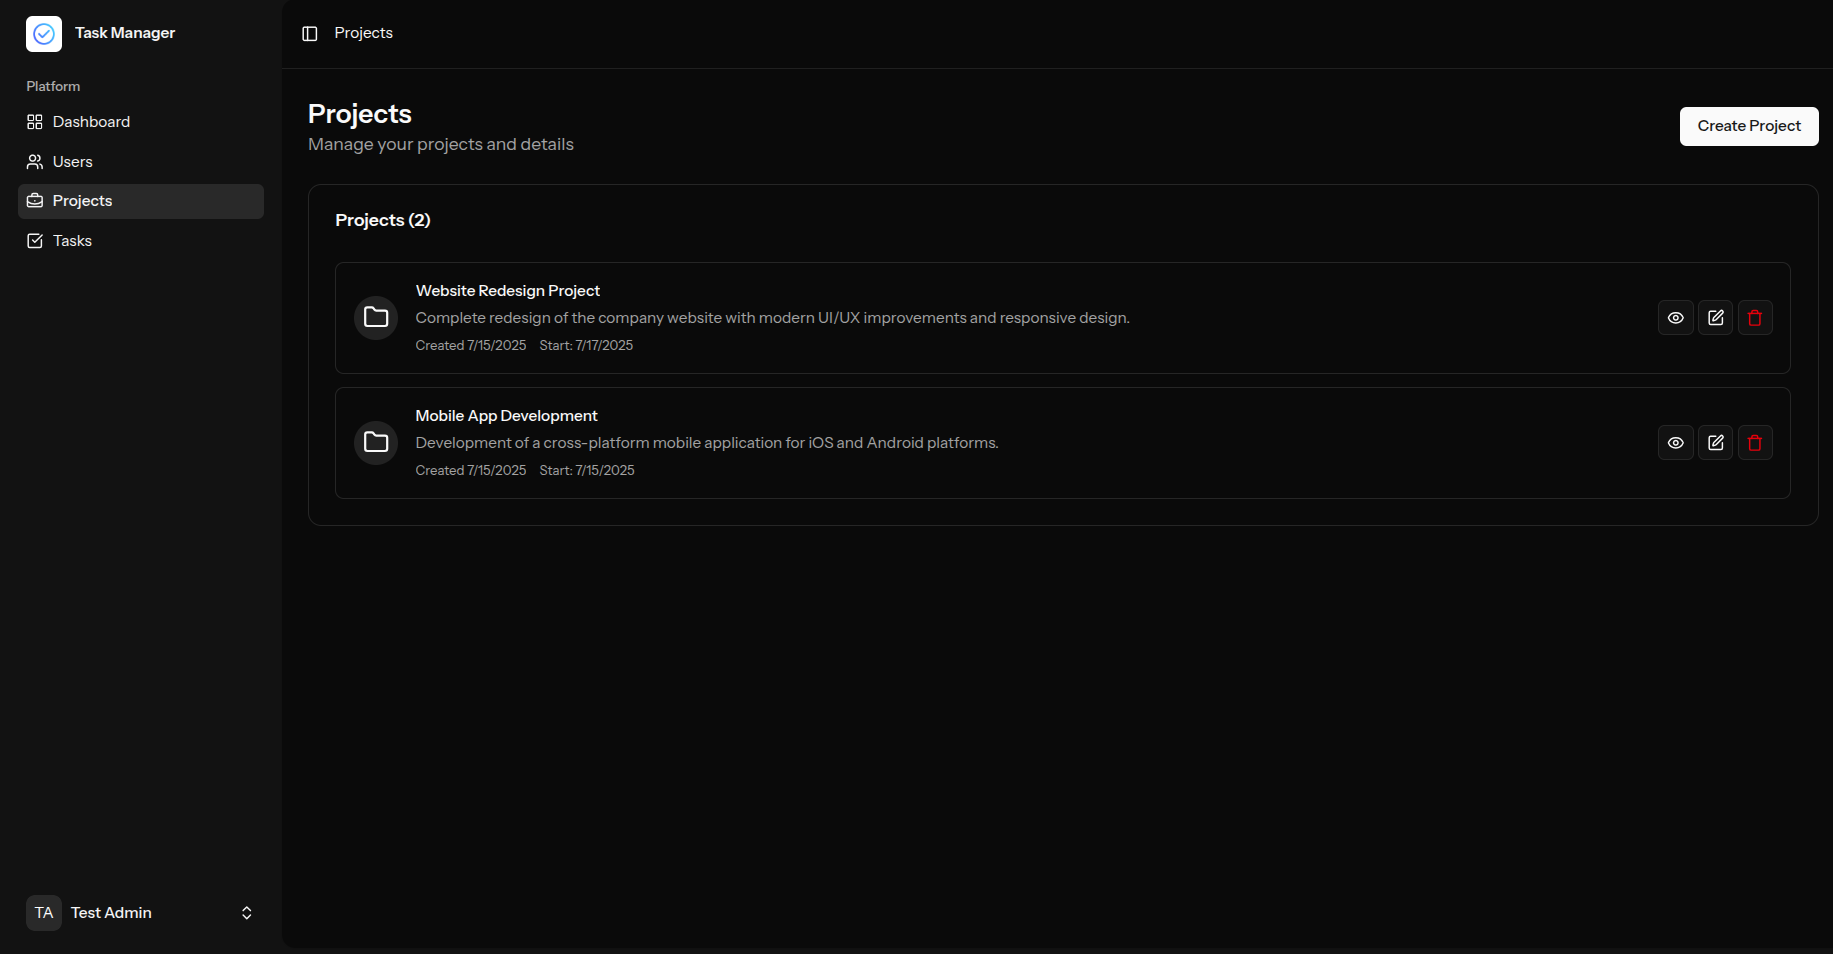 Task Manager
Platform
Dashboard
Users
Projects
Tasks
TA Test Admin
Projects
Projects
Manage your projects and details
Create Project
Projects (2)
Website Redesign Project
Complete redesign of the company website with modern UI/UX improvements and responsive design.
Created 7/15/2025 Start: 7/17/2025
Mobile App Development
Development of a cross-platform mobile application for iOS and Android platforms.
Created 7/15/2025 Start: 7/15/2025